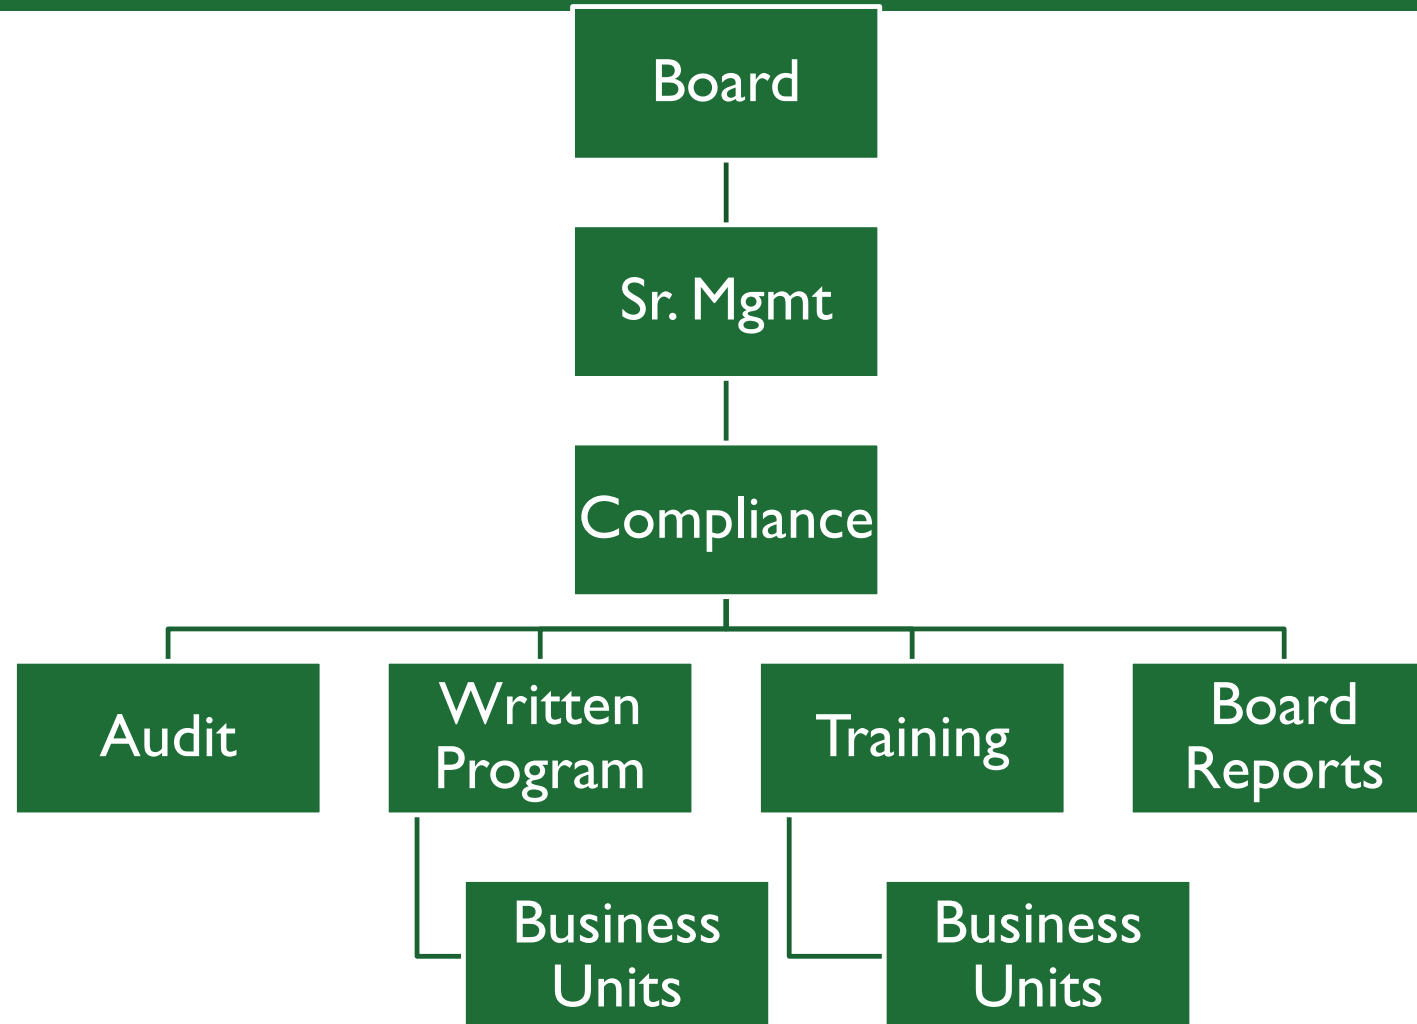 Board
Sr. Mgmt
Compliance
Audit
Written
Program
Training
Board
Reports
Business
Units
Business
Units